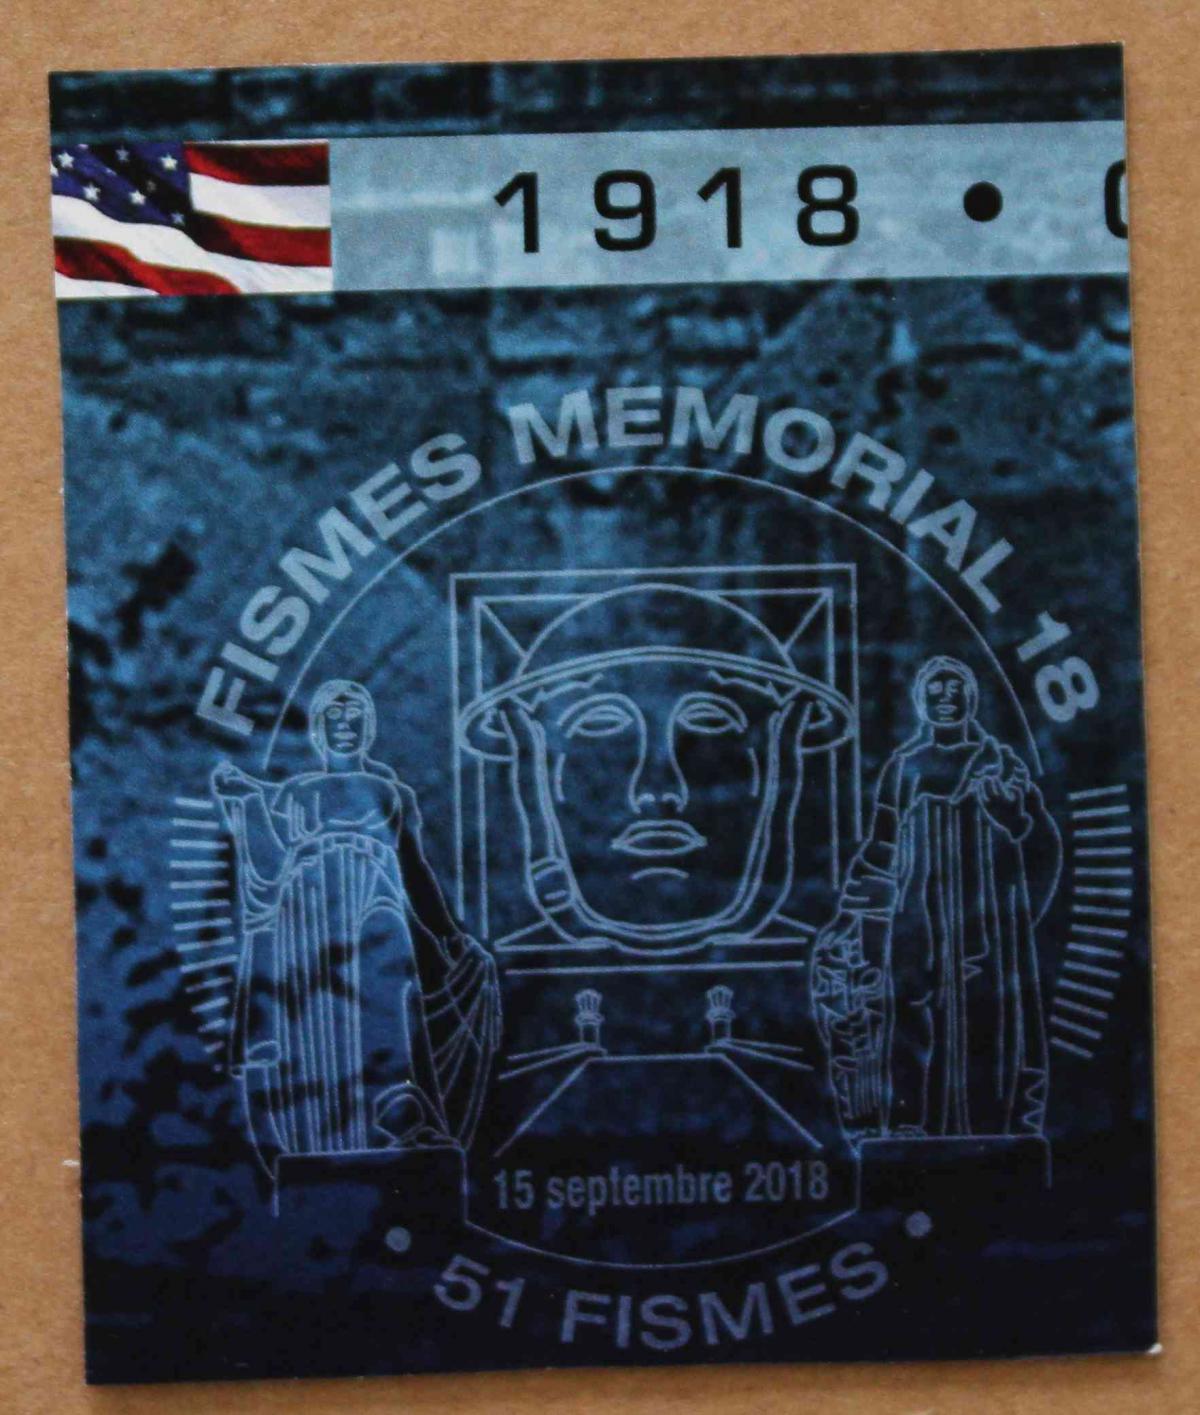 1918 •
FISMES MEMORIAL 18
15 septembre 2018
• 51 FISMES •